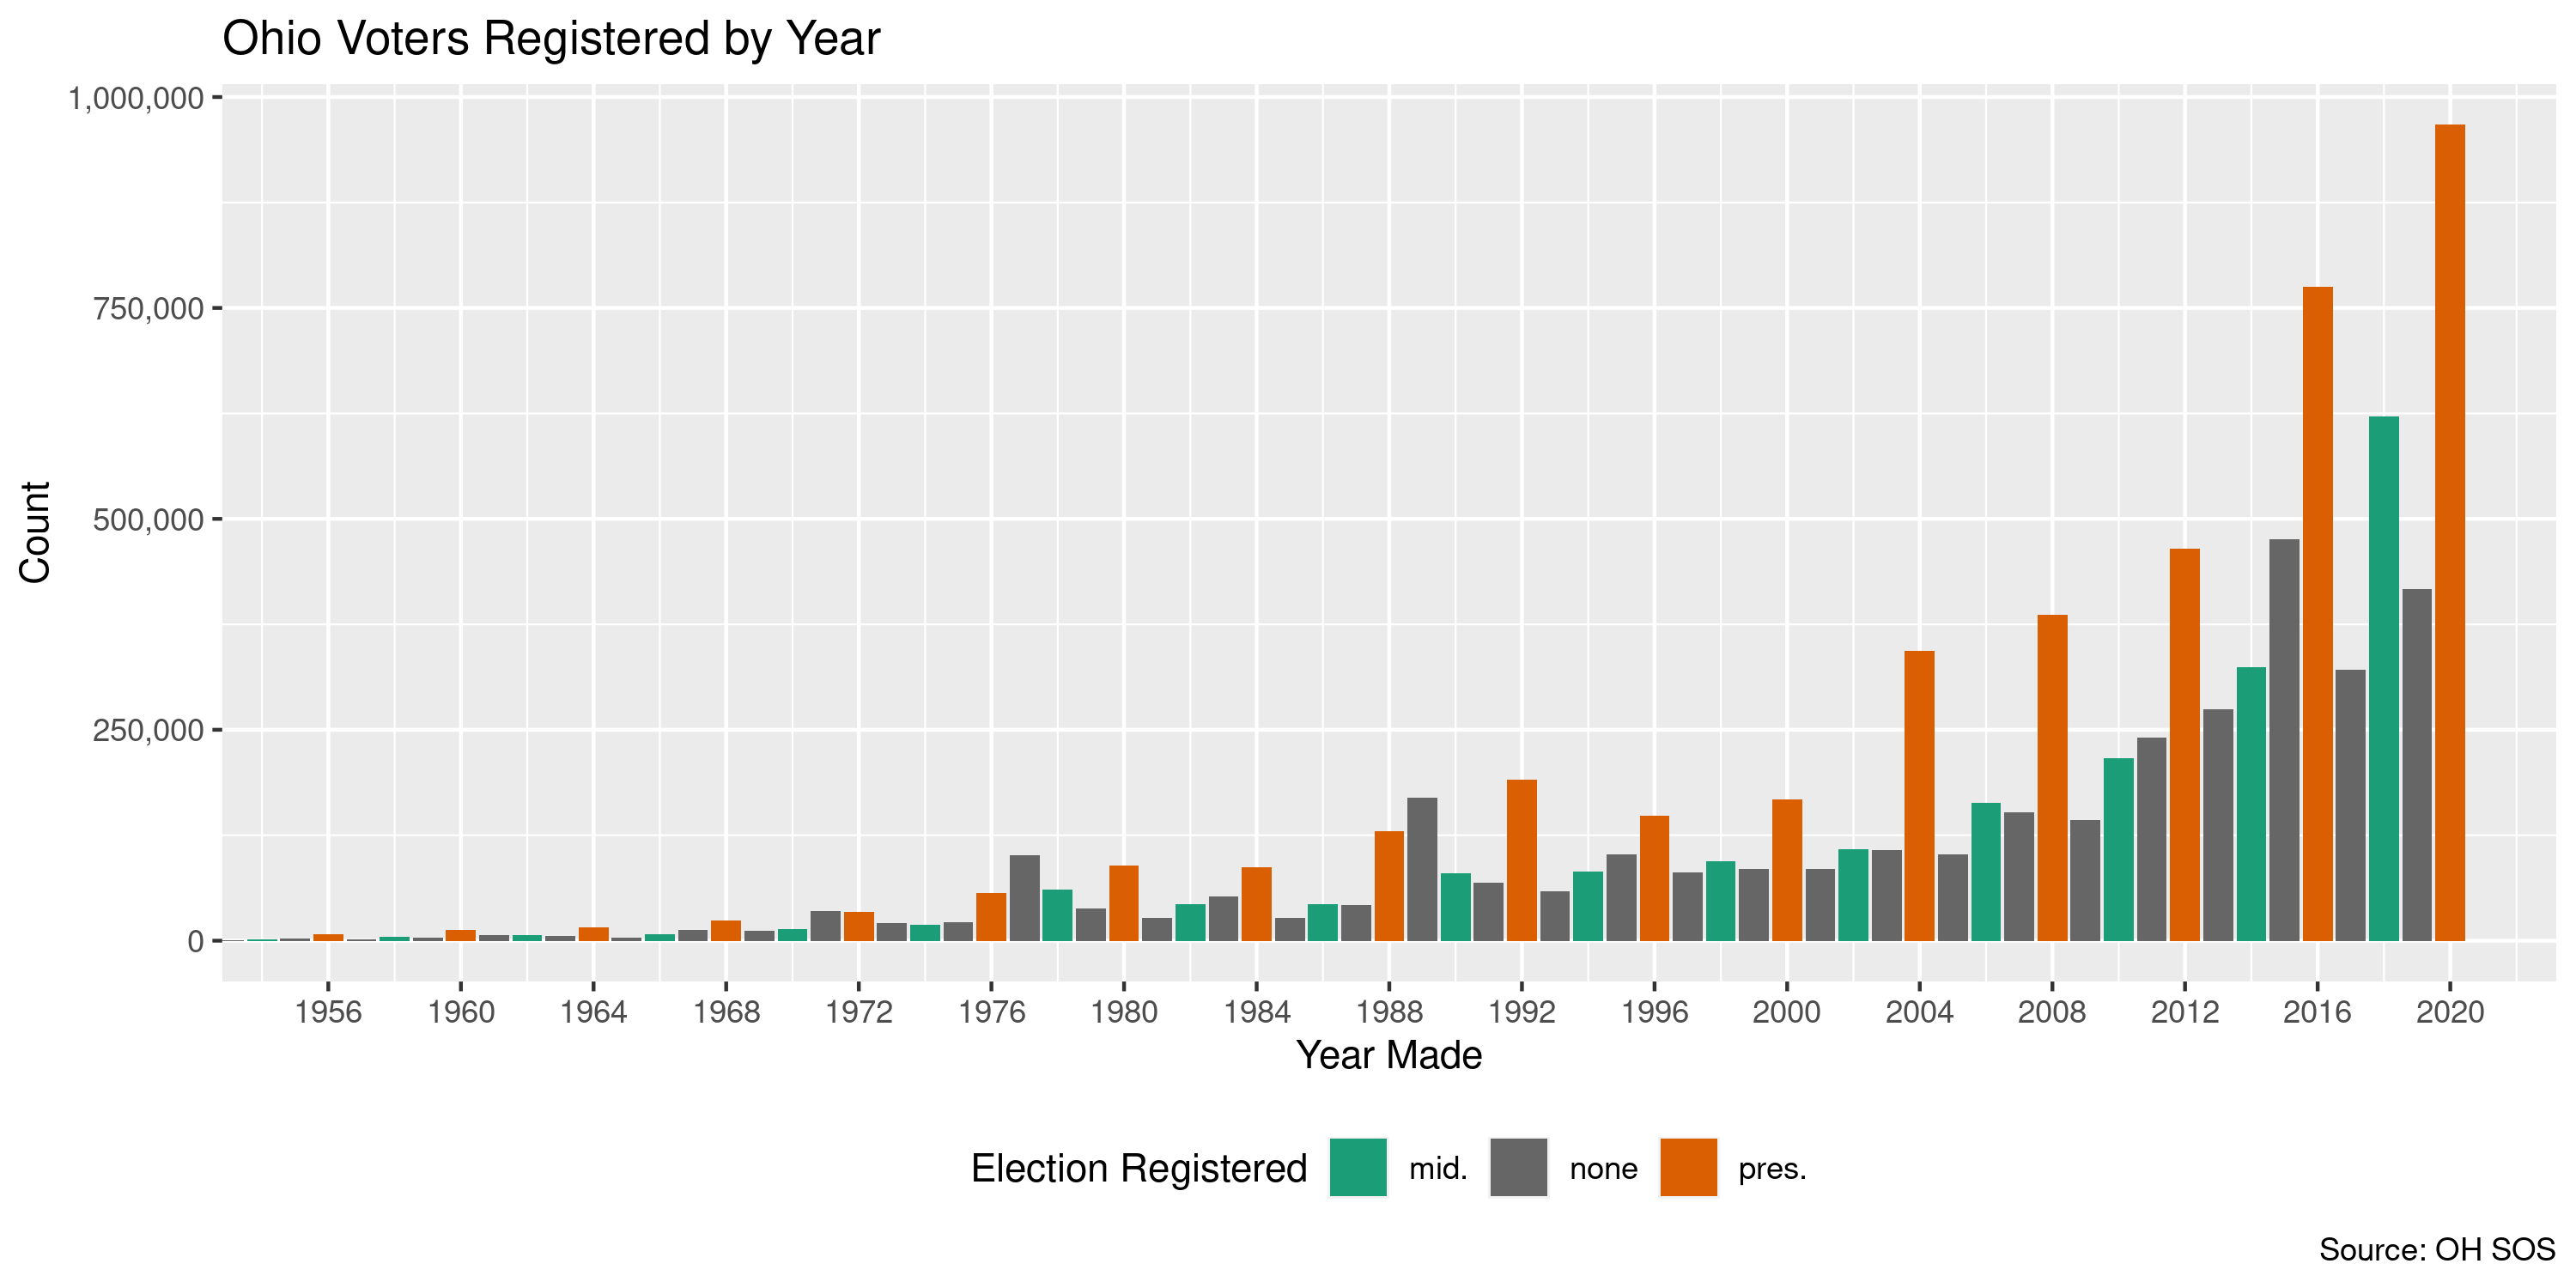 Ohio Voters Registered by Year
1,000,000
750,000
500,000
250,000
0
Count
1956 1960 1964 1968 1972 1976 1980 1984 1988 1992 1996 2000 2004 2008 2012 2016 2020
Year Made
Election Registered mid. none pres.
Source: OH SOS